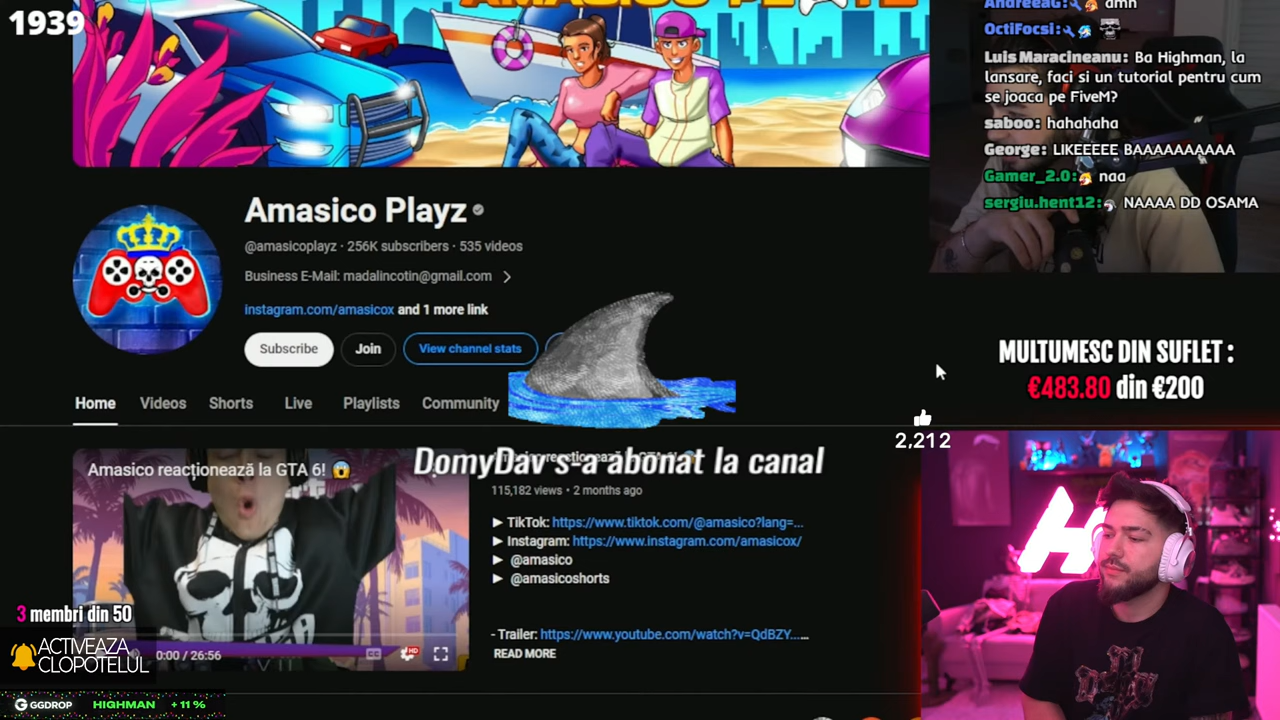 1939
AMASICO PLAYZ
AndreeaG: dmn
OctiFocsi:
Luis Maracineanu: Ba Highman, la
lansare, faci si un tutorial pentru cum
se joaca pe FiveM?
saboo: hahahaha
George: LIKEEEEE BAAAAAAAAAA
Gamer_2.0: naa
sergiu.hent12: NAAAA DD OSAMA
Amasico Playz
@amasicoplayz · 256K subscribers · 535 videos
Business E-Mail: madalincotin@gmail.com
instagram.com/amasicox and 1 more link
Subscribe
Join
View channel stats
MULTUMESC DIN SUFLET :
€483.80 din €200
Home
Videos
Shorts
Live
Playlists
Community
2,212
Amasico reacționează la GTA 6!
DomyDav s-a abonat la canal
115,182 views • 2 months ago
► TikTok: https://www.tiktok.com/@amasico?lang=...
► Instagram: https://www.instagram.com/amasicox/
► @amasico
► @amasicoshorts
- Trailer: https://www.youtube.com/watch?v=QdBZY...…
READ MORE
3 membri din 50
ACTIVEAZA
CLOPOTELUL
0:00 / 26:56
CC
HD
H
GGDROP
HIGHMAN
+11%